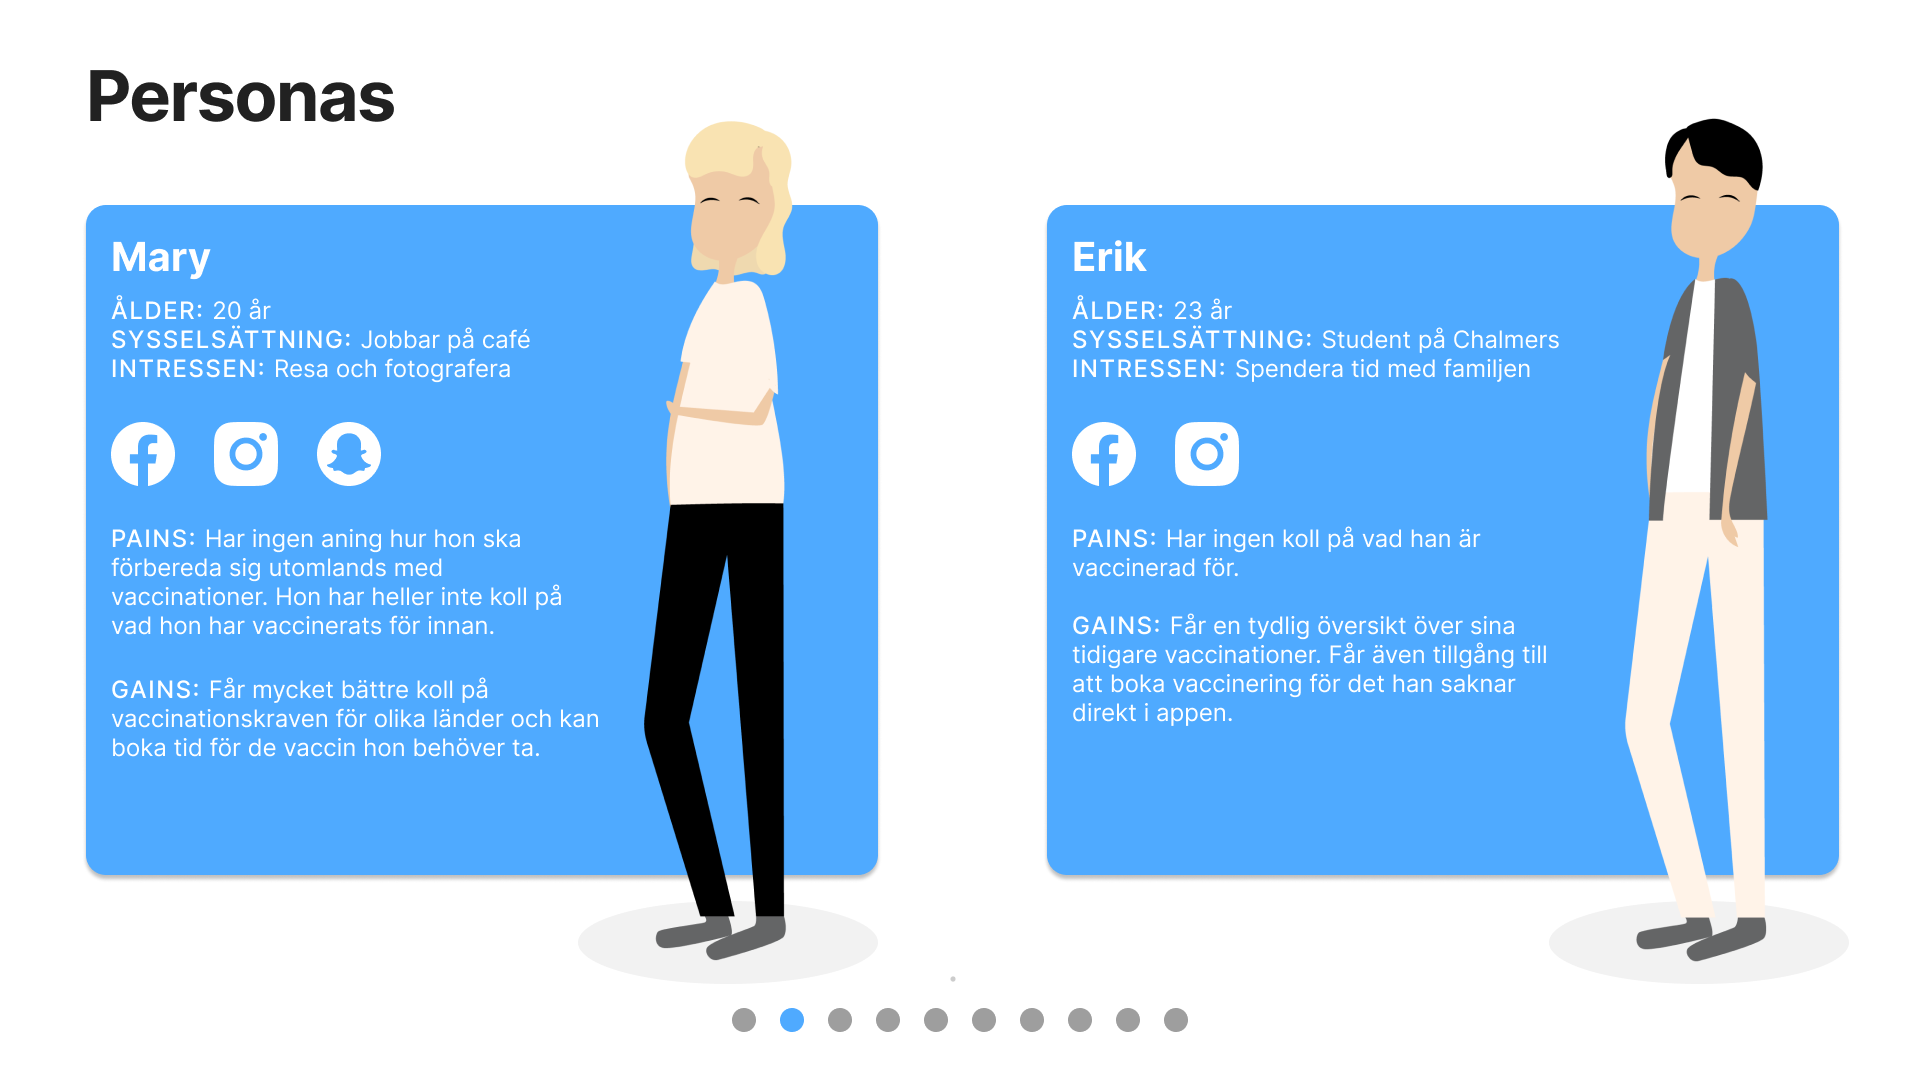 Personas
Mary
ÅLDER: 20 år
SYSSELSÄTTNING: Jobbar på café
INTRESSEN: Resa och fotografera
PAINS: Har ingen aning hur hon ska
förbereda sig utomlands med
vaccinationer. Hon har heller inte koll på
vad hon har vaccinerats för innan.
GAINS: Får mycket bättre koll på
vaccinationskraven för olika länder och kan
boka tid för de vaccin hon behöver ta.
Erik
ÅLDER: 23 år
SYSSELSÄTTNING: Student på Chalmers
INTRESSEN: Spendera tid med familjen
PAINS: Har ingen koll på vad han är
vaccinerad för.
GAINS: Får en tydlig översikt över sina
tidigare vaccinationer. Får även tillgång till
att boka vaccinering för det han saknar
direkt i appen.